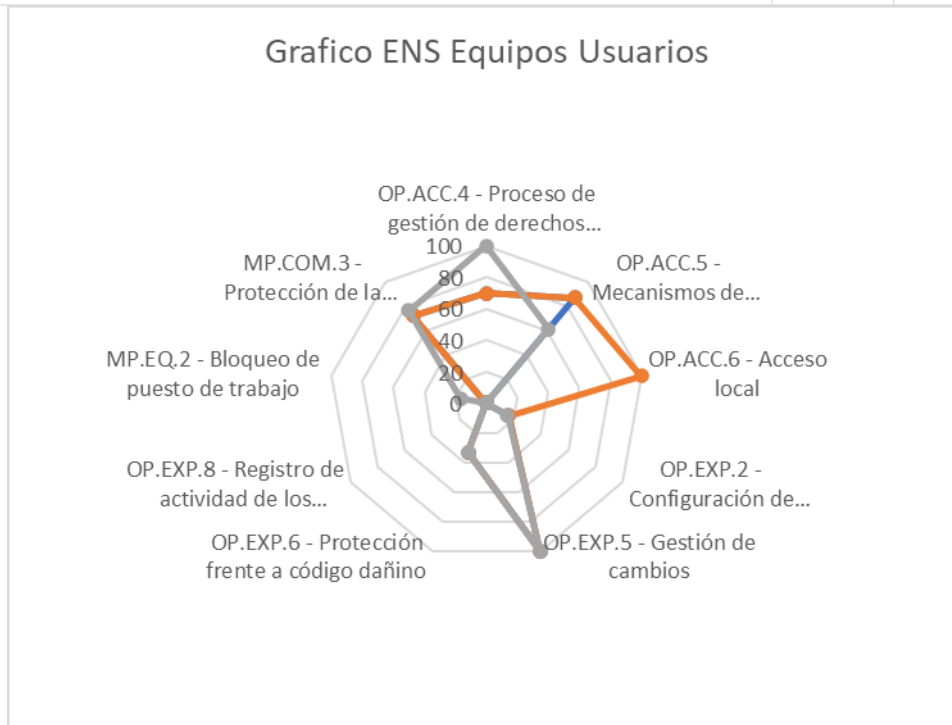 Grafico ENS Equipos Usuarios
OP.ACC.4 - Proceso de
gestión de derechos...
OP.ACC.5 -
Mecanismos de...
OP.ACC.6 - Acceso
local
OP.EXP.2 -
Configuración de...
OP.EXP.5 - Gestión de
cambios
OP.EXP.6 - Protección
frente a código dañino
OP.EXP.8 - Registro de
actividad de los...
MP.EQ.2 - Bloqueo de
puesto de trabajo
MP.COM.3 -
Protección de la...
100
80
60
40
20
0